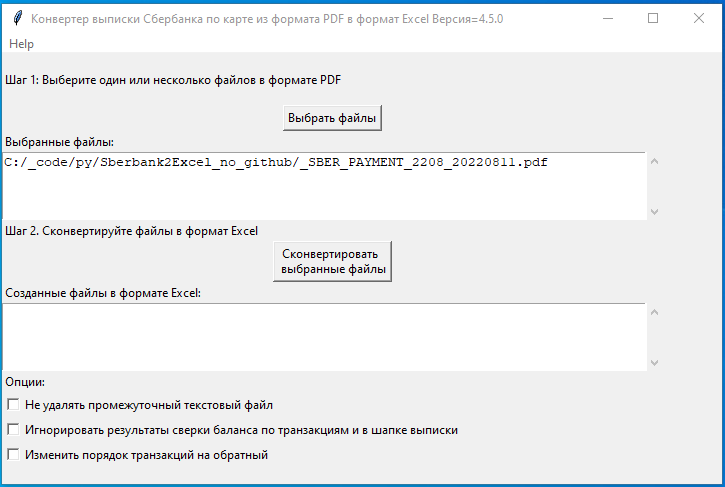 Конвертер выписки Сбербанка по карте из формата PDF в формат Excel Версия=4.5.0
Help
Шаг 1: Выберите один или несколько файлов в формате PDF
Выбрать файлы
Выбранные файлы:
C:/_code/py/Sberbank2Excel_no_github/_SBER_PAYMENT_2208_20220811.pdf
Шаг 2. Сконвертируйте файлы в формат Excel
Сконвертировать
выбранные файлы
Созданные файлы в формате Excel:
Опции:
Не удалять промежуточный текстовый файл
Игнорировать результаты сверки баланса по транзакциям и в шапке выписки
Изменить порядок транзакций на обратный